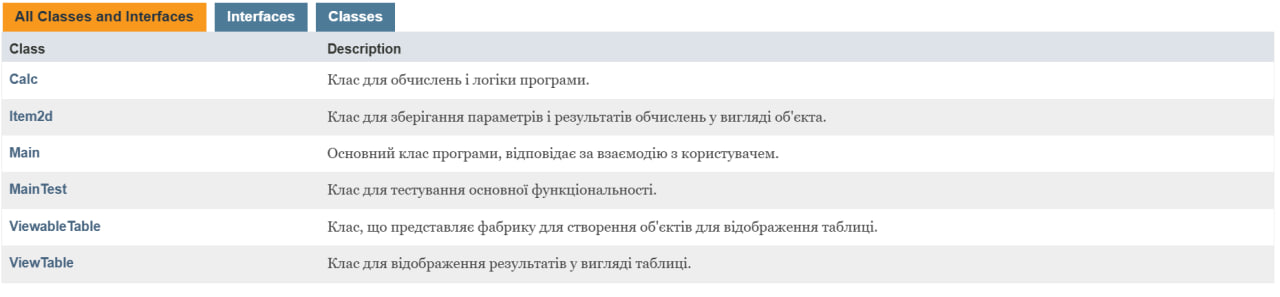 All Classes and Interfaces Interfaces Classes
Class Description
Calc Клас для обчислень і логіки програми.
Item2d Клас для зберігання параметрів і результатів обчислень у вигляді об'єкта.
Main Основний клас програми, відповідає за взаємодію з користувачем.
MainTest Клас для тестування основної функціональності.
ViewableTable Клас, що представляє фабрику для створення об'єктів для відображення таблиці.
ViewTable Клас для відображення результатів у вигляді таблиці.